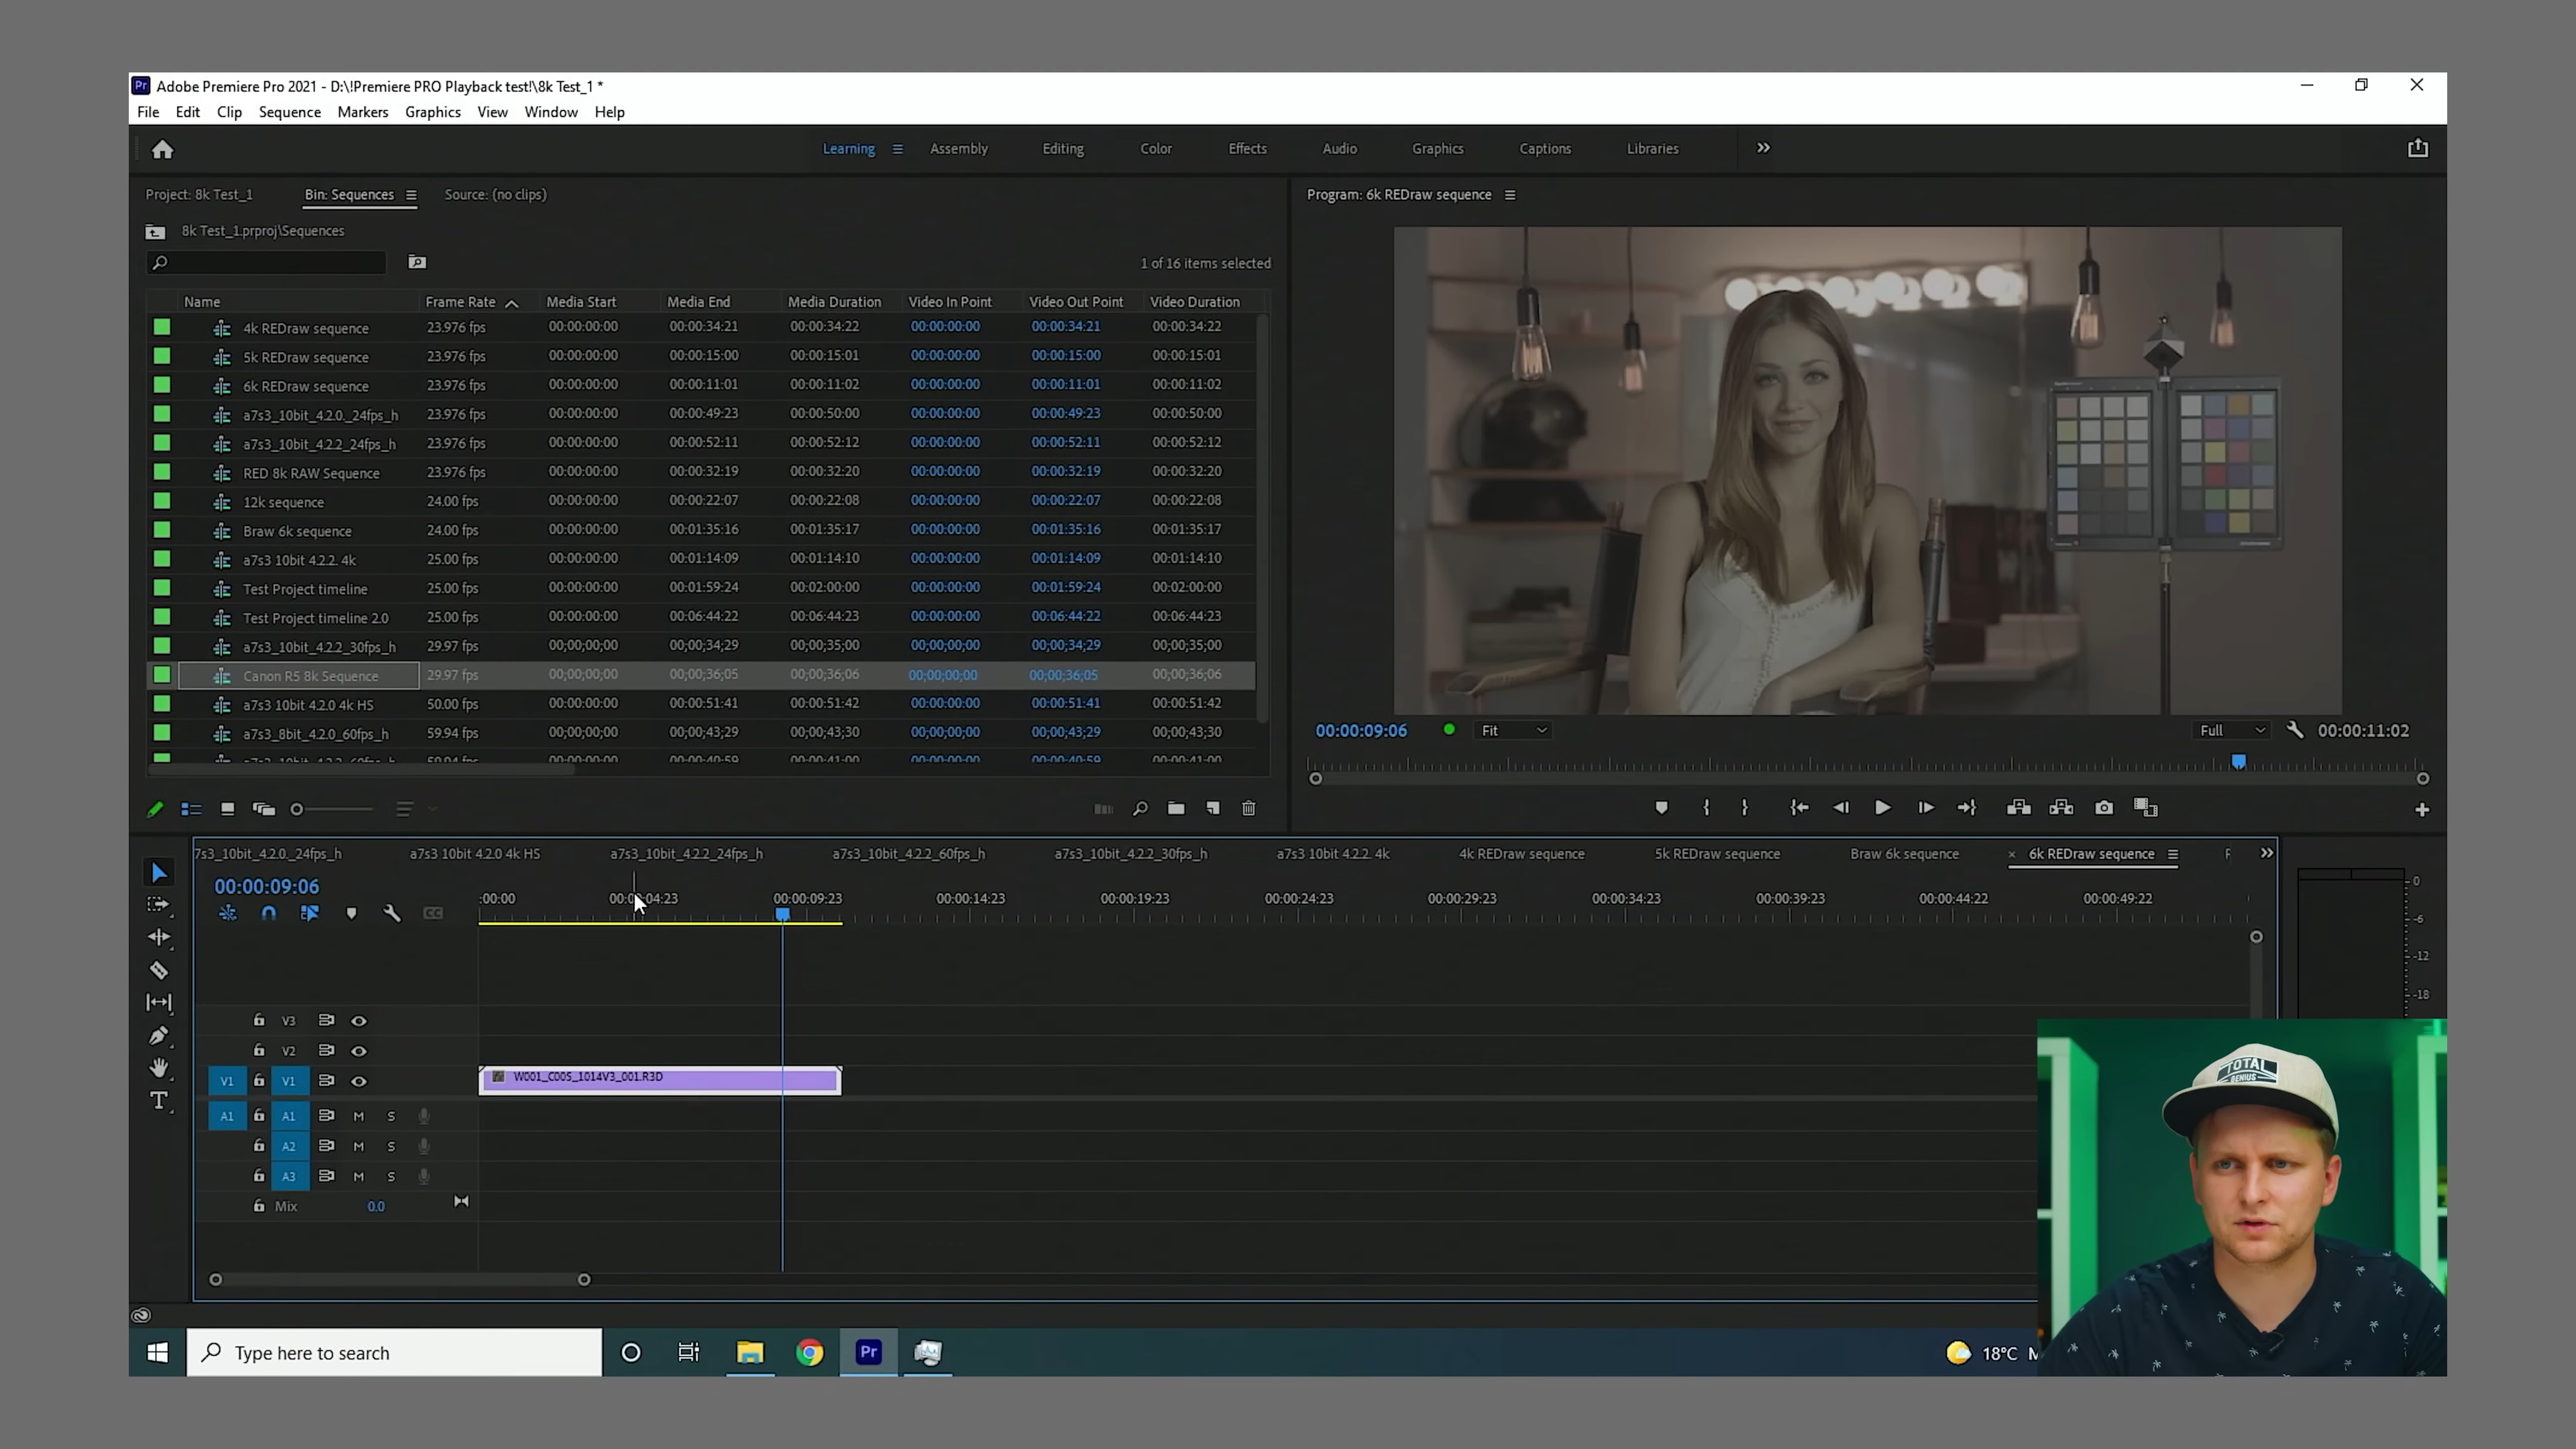 Adobe Premiere Pro 2021 - D:\!Premiere PRO Playback test!\8k Test_1 *
File Edit Clip Sequence Markers Graphics View Window Help
Learning Assembly Editing Color Effects Audio Graphics Captions Libraries
Project: 8k Test_1 Bin: Sequences Source: (no clips)
8k Test_1.prproj\Sequences
1 of 16 items selected
Name Frame Rate Media Start Media End Media Duration Video In Point Video Out Point Video Duration
4k REDraw sequence 23.976 fps 00:00:00:00 00:00:34:21 00:00:34:22 00:00:00:00 00:00:34:21 00:00:34:22
5k REDraw sequence 23.976 fps 00:00:00:00 00:00:15:00 00:00:15:01 00:00:00:00 00:00:15:00 00:00:15:01
6k REDraw sequence 23.976 fps 00:00:00:00 00:00:11:01 00:00:11:02 00:00:00:00 00:00:11:01 00:00:11:02
a7s3_10bit_4.2.0._24fps_h 23.976 fps 00:00:00:00 00:00:49:23 00:00:50:00 00:00:00:00 00:00:49:23 00:00:50:00
a7s3_10bit_4.2.2_24fps_h 23.976 fps 00:00:00:00 00:00:52:11 00:00:52:12 00:00:00:00 00:00:52:11 00:00:52:12
RED 8k RAW Sequence 23.976 fps 00:00:00:00 00:00:32:19 00:00:32:20 00:00:00:00 00:00:32:19 00:00:32:20
12k sequence 24.00 fps 00:00:00:00 00:00:22:07 00:00:22:08 00:00:00:00 00:00:22:07 00:00:22:08
Braw 6k sequence 24.00 fps 00:00:00:00 00:01:35:16 00:01:35:17 00:00:00:00 00:01:35:16 00:01:35:17
a7s3 10bit 4.2.2. 4k 25.00 fps 00:00:00:00 00:01:14:09 00:01:14:10 00:00:00:00 00:01:14:09 00:01:14:10
Test Project timeline 25.00 fps 00:00:00:00 00:01:59:24 00:02:00:00 00:00:00:00 00:01:59:24 00:02:00:00
Test Project timeline 2.0 25.00 fps 00:00:00:00 00:06:44:22 00:06:44:23 00:00:00:00 00:06:44:22 00:06:44:23
a7s3_10bit_4.2.2_30fps_h 29.97 fps 00;00;00;00 00;00;34;29 00;00;35;00 00;00;00;00 00;00;34;29 00;00;35;00
Canon R5 8k Sequence 29.97 fps 00;00;00;00 00;00;36;05 00;00;36;06 00;00;00;00 00;00;36;05 00;00;36;06
a7s3 10bit 4.2.0 4k HS 50.00 fps 00:00:00:00 00:00:51:41 00:00:51:42 00:00:00:00 00:00:51:41 00:00:51:42
a7s3_8bit_4.2.0_60fps_h 59.94 fps 00;00;00;00 00;00;43;29 00;00;43;30 00;00;00;00 00;00;43;29 00;00;43;30
Program: 6k REDraw sequence
00:00:09:06 Fit Full 00:00:11:02
7s3_10bit_4.2.0._24fps_h a7s3 10bit 4.2.0 4k HS a7s3_10bit_4.2.2_24fps_h a7s3_10bit_4.2.2_60fps_h a7s3_10bit_4.2.2_30fps_h a7s3 10bit 4.2.2. 4k 4k REDraw sequence 5k REDraw sequence Braw 6k sequence × 6k REDraw sequence
00:00:09:06
:00:00 00:00:04:23 00:00:09:23 00:00:14:23 00:00:19:23 00:00:24:23 00:00:29:23 00:00:34:23 00:00:39:23 00:00:44:22 00:00:49:22
V3
V2
V1 V1 W001_C005_1014V3_001.R3D
A1 A1 M S
A2 M S
A3 M S
Mix 0.0
0
-6
-12
-18
TOTAL
GENIUS
Type here to search
Pr
18°C